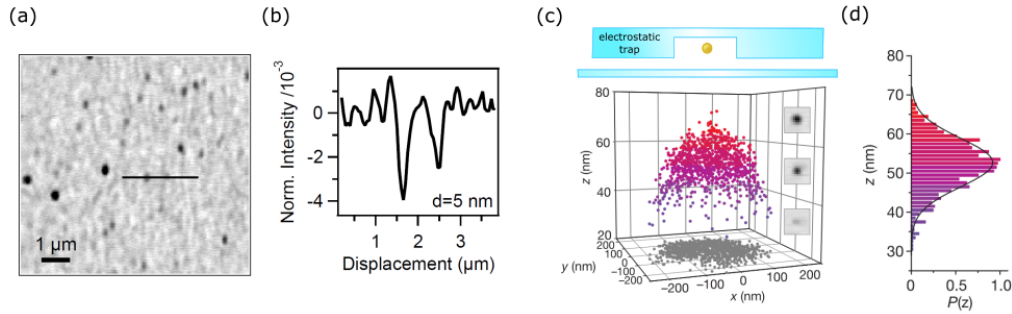 (a)
1 µm
(b)
Norm. Intensity /10⁻³
0
-2
-4
d=5 nm
1 2 3
Displacement (µm)
(c)
electrostatic
trap
80
60
40
20
z (nm)
200
100
0
-100
-200
y (nm)
-200
-100
0
100
200
x (nm)
(d)
80
70
60
50
40
30
z (nm)
0 0.5 1.0
P(z)